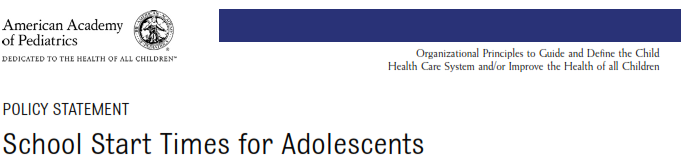 American Academy
of Pediatrics
DEDICATED TO THE HEALTH OF ALL CHILDREN™
Organizational Principles to Guide and Define the Child
Health Care System and/or Improve the Health of all Children
POLICY STATEMENT
School Start Times for Adolescents